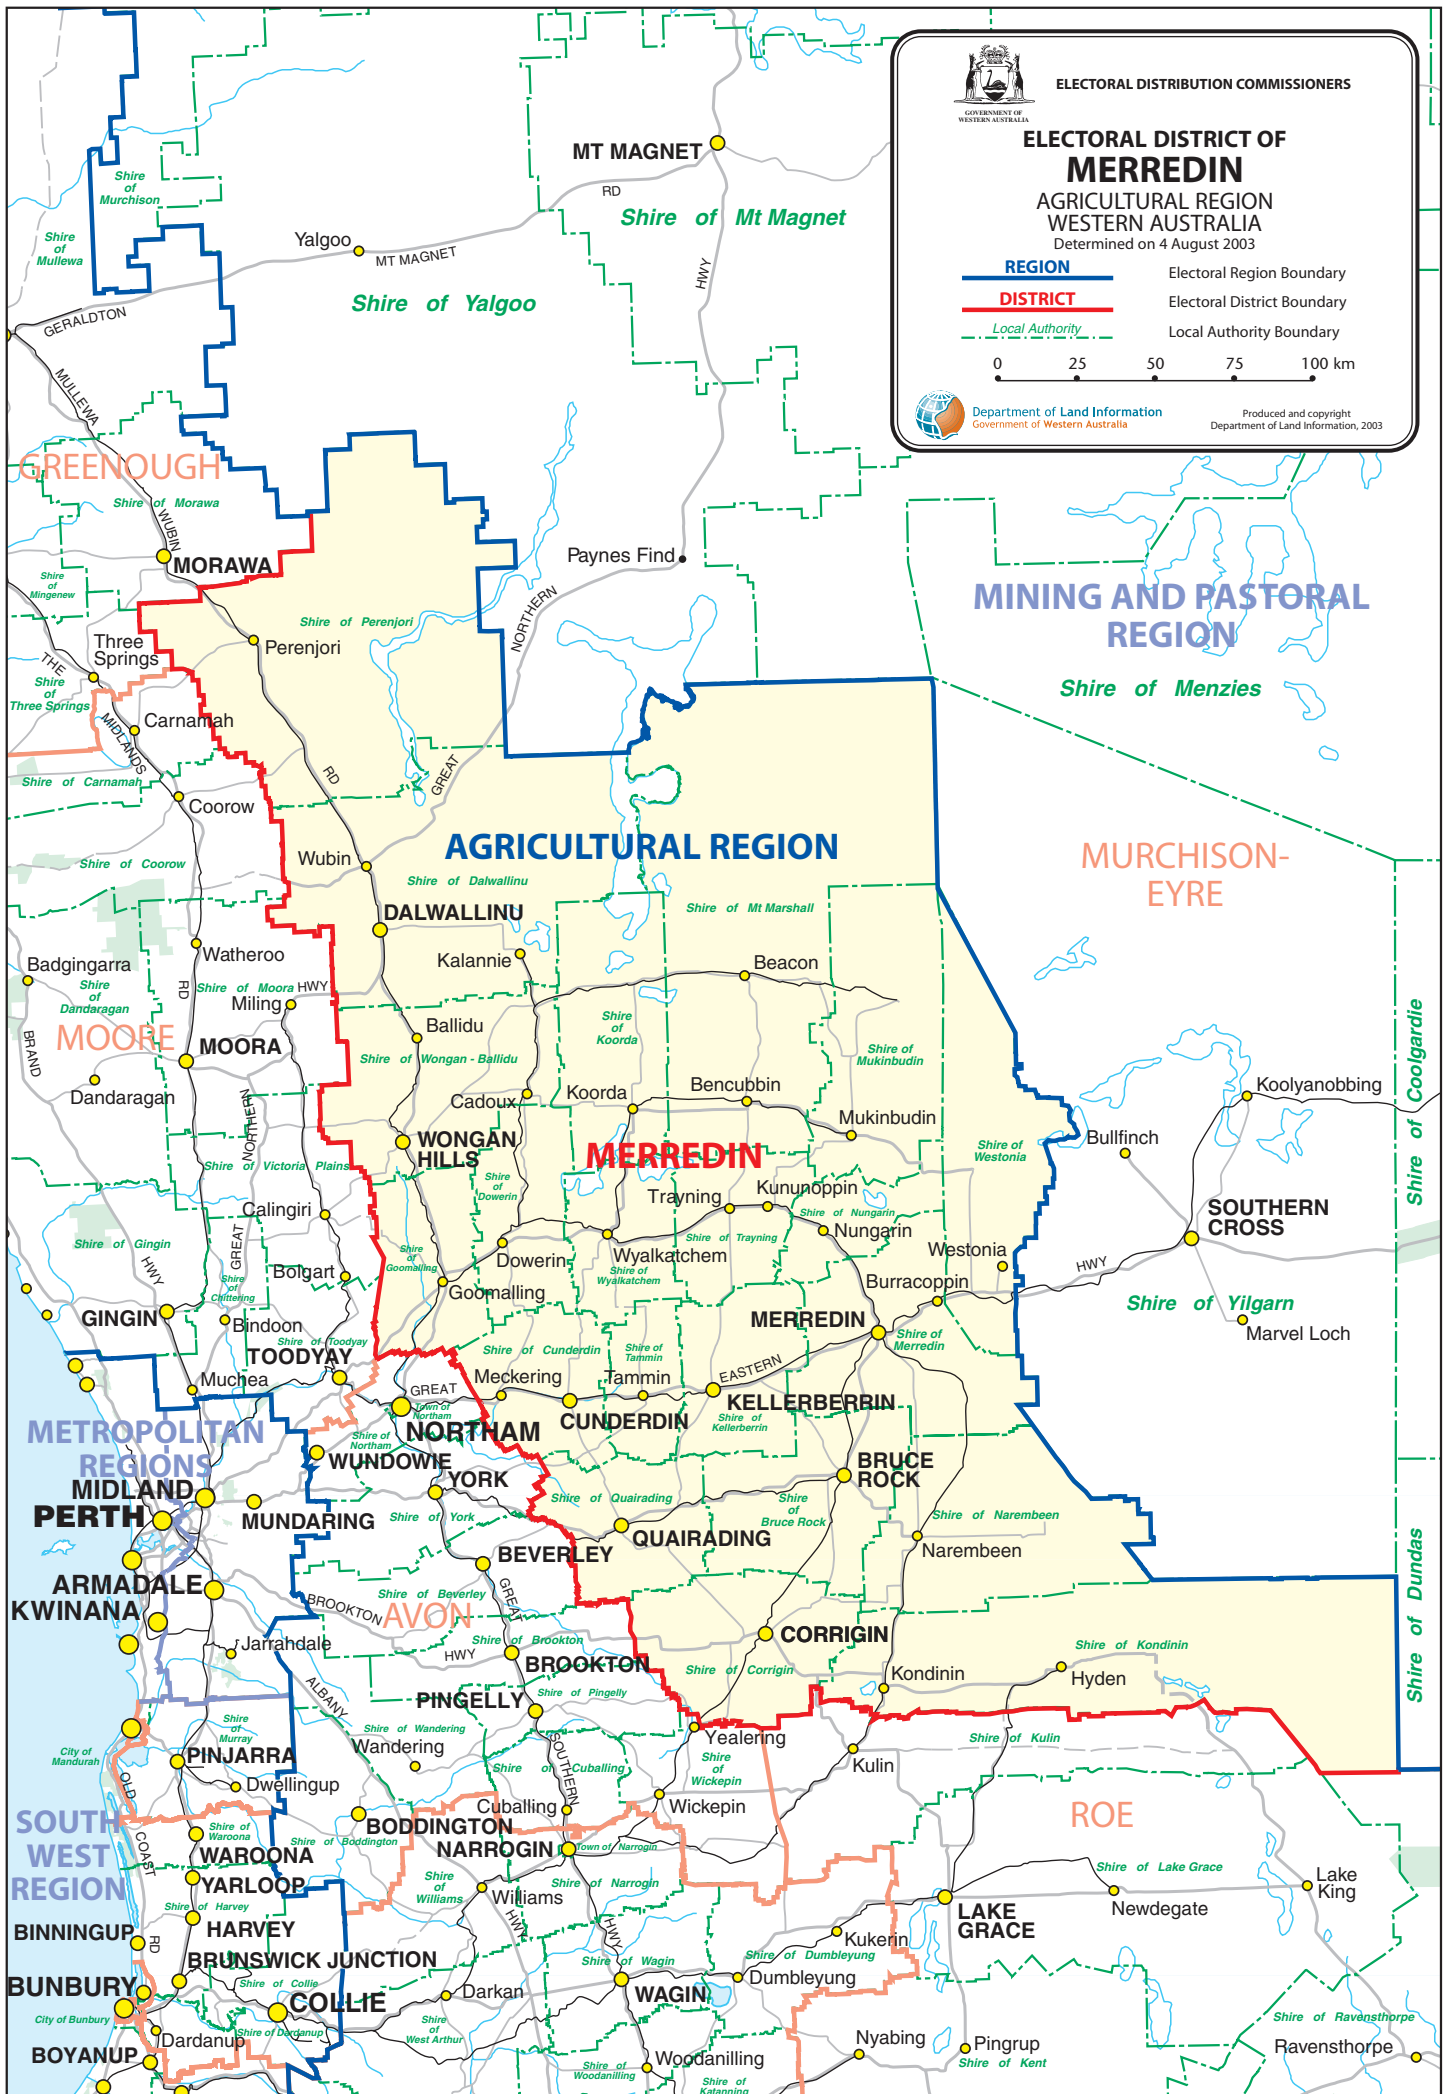 GOVERNMENT OF
WESTERN AUSTRALIA
ELECTORAL DISTRIBUTION COMMISSIONERS
ELECTORAL DISTRICT OF
MERREDIN
AGRICULTURAL REGION
WESTERN AUSTRALIA
Determined on 4 August 2003
REGION
Electoral Region Boundary
DISTRICT
Electoral District Boundary
Local Authority
Local Authority Boundary
0 25 50 75 100 km
Department of Land Information
Government of Western Australia
Produced and copyright
Department of Land Information, 2003
MT MAGNET
RD
Shire of Mt Magnet
Shire
of
Murchison
Shire
of
Mullewa
Yalgoo
MT MAGNET
HWY
Shire of Yalgoo
GERALDTON
MULLEWA
GREENOUGH
Shire of Morawa
WUBIN
MORAWA
Paynes Find
NORTHERN
Shire
of
Mingenew
Shire of Perenjori
MINING AND PASTORAL
REGION
Three
Springs
Perenjori
THE
Shire
of
Three Springs
Shire of Menzies
Carnamah
MIDLANDS
RD
GREAT
Shire of Carnamah
Coorow
AGRICULTURAL REGION
MURCHISON-
EYRE
Shire of Coorow
Wubin
Shire of Dalwallinu
DALWALLINU
Shire of Mt Marshall
Watheroo
Kalannie
Beacon
Badgingarra
Shire
of
Dandaragan
RD
Shire of Moora
HWY
Miling
Shire
of
Koorda
Ballidu
BRAND
MOORE
MOORA
Shire of Wongan - Ballidu
Shire of
Mukinbudin
Shire of Coolgardie
Dandaragan
NORTHERN
Cadoux
Koorda
Bencubbin
Koolyanobbing
Mukinbudin
WONGAN
HILLS
MERREDIN
Shire of
Westonia
Bullfinch
Shire of Victoria Plains
Shire
of
Dowerin
Trayning
Kununoppin
Calingiri
Shire of Nungarin
Nungarin
SOUTHERN
CROSS
Shire of Gingin
GREAT
Shire
of
Goomalling
Dowerin
Wyalkatchem
Shire of Trayning
Westonia
HWY
Shire
of
Chittering
Bolgart
Shire of
Wyalkatchem
HWY
Goomalling
Burracoppin
Shire of Yilgarn
GINGIN
Bindoon
MERREDIN
Marvel Loch
Shire of Toodyay
TOODYAY
Shire of Cunderdin
Shire of
Tammin
Shire of
Merredin
Muchea
Meckering
Tammin
EASTERN
GREAT
KELLERBERRIN
Town of
Northam
CUNDERDIN
Shire of
Kellerberrin
METROPOLITAN
REGIONS
NORTHAM
Shire of
Northam
WUNDOWIE
BRUCE
ROCK
MIDLAND
YORK
PERTH
Shire of Quairading
Shire
of
Bruce Rock
MUNDARING
Shire of York
Shire of Narembeen
QUAIRADING
Narembeen
BEVERLEY
Shire of Dundas
ARMADALE
KWINANA
Shire of Beverley
GREAT
BROOKTON
AVON
CORRIGIN
Jarrahdale
HWY
Shire of Brookton
BROOKTON
Shire of Kondinin
Shire of Corrigin
Kondinin
Hyden
ALBANY
PINGELLY
Shire of Pingelly
Shire
of
Murray
Shire of Wandering
Wandering
SOUTHERN
Yealering
Shire of Kulin
City of
Mandurah
PINJARRA
Shire of Cuballing
Shire
of
Wickepin
Kulin
OLD
Dwellingup
Cuballing
Wickepin
SOUTH
WEST
REGION
BODDINGTON
ROE
Shire of
Waroona
Shire of Boddington
NARROGIN
Town of Narrogin
COAST
WAROONA
YARLOOP
Shire
of
Williams
Williams
Shire of Narrogin
Shire of Lake Grace
Lake
King
Shire of Harvey
HARVEY
HWY
HWY
Newdegate
LAKE
GRACE
BINNINGUP
RD
Kukerin
BRUNSWICK JUNCTION
Shire of Wagin
Shire of Dumbleyung
BUNBURY
Shire of Collie
COLLIE
Darkan
WAGIN
Dumbleyung
City of Bunbury
Shire of Dardanup
Shire
of
West Arthur
Shire of Ravensthorpe
Dardanup
Nyabing
Pingrup
Ravensthorpe
BOYANUP
Shire of
Woodanilling
Woodanilling
Shire of Kent
Shire of
Katanning